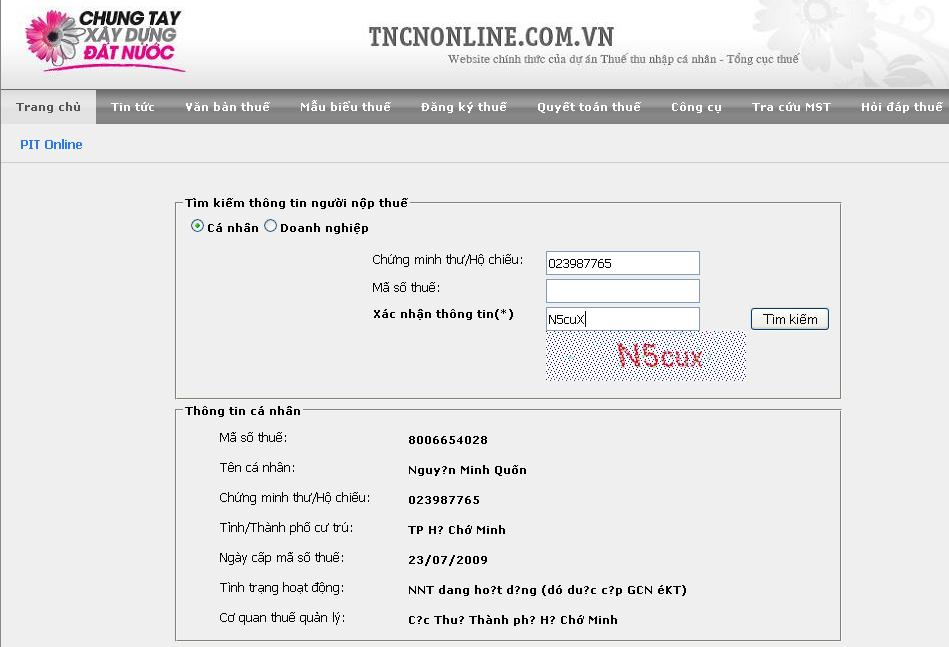 CHUNG TAY
XÂY DỰNG
ĐẤT NƯỚC
TNCNONLINE.COM.VN
Website chính thức của dự án Thuế thu nhập cá nhân - Tổng cục thuế
Trang chủ Tin tức Văn bản thuế Mẫu biểu thuế Đăng ký thuế Quyết toán thuế Công cụ Tra cứu MST Hỏi đáp thuế
PIT Online
Tìm kiếm thông tin người nộp thuế
Cá nhân Doanh nghiệp
Chứng minh thư/Hộ chiếu: 023987765
Mã số thuế:
Xác nhận thông tin(*) N5cuX Tìm kiếm
N5cux
Thông tin cá nhân
Mã số thuế: 8006654028
Tên cá nhân: Nguy?n Minh Quốn
Chứng minh thư/Hộ chiếu: 023987765
Tỉnh/Thành phố cư trú: TP H? Chớ Minh
Ngày cấp mã số thuế: 23/07/2009
Tình trạng hoạt động: NNT dang ho?t d?ng (dó du?c c?p GCN éKT)
Cơ quan thuế quản lý: C?c Thu? Thành ph? H? Chớ Minh